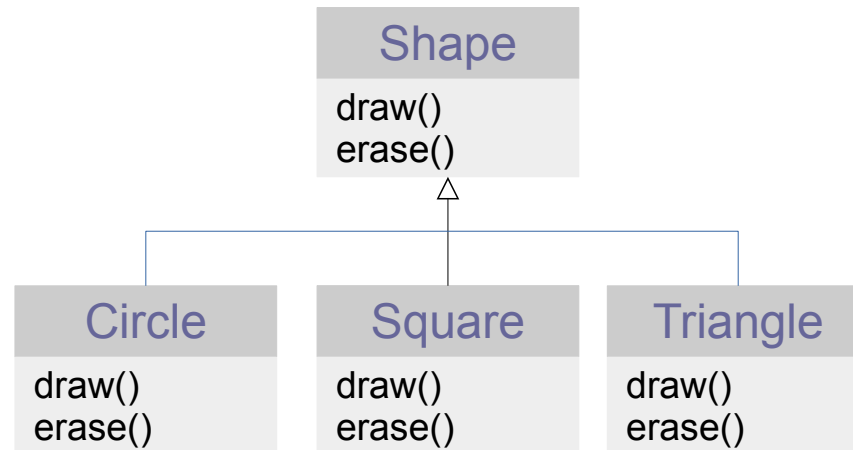 Shape
draw()
erase()
Circle
draw()
erase()
Square
draw()
erase()
Triangle
draw()
erase()